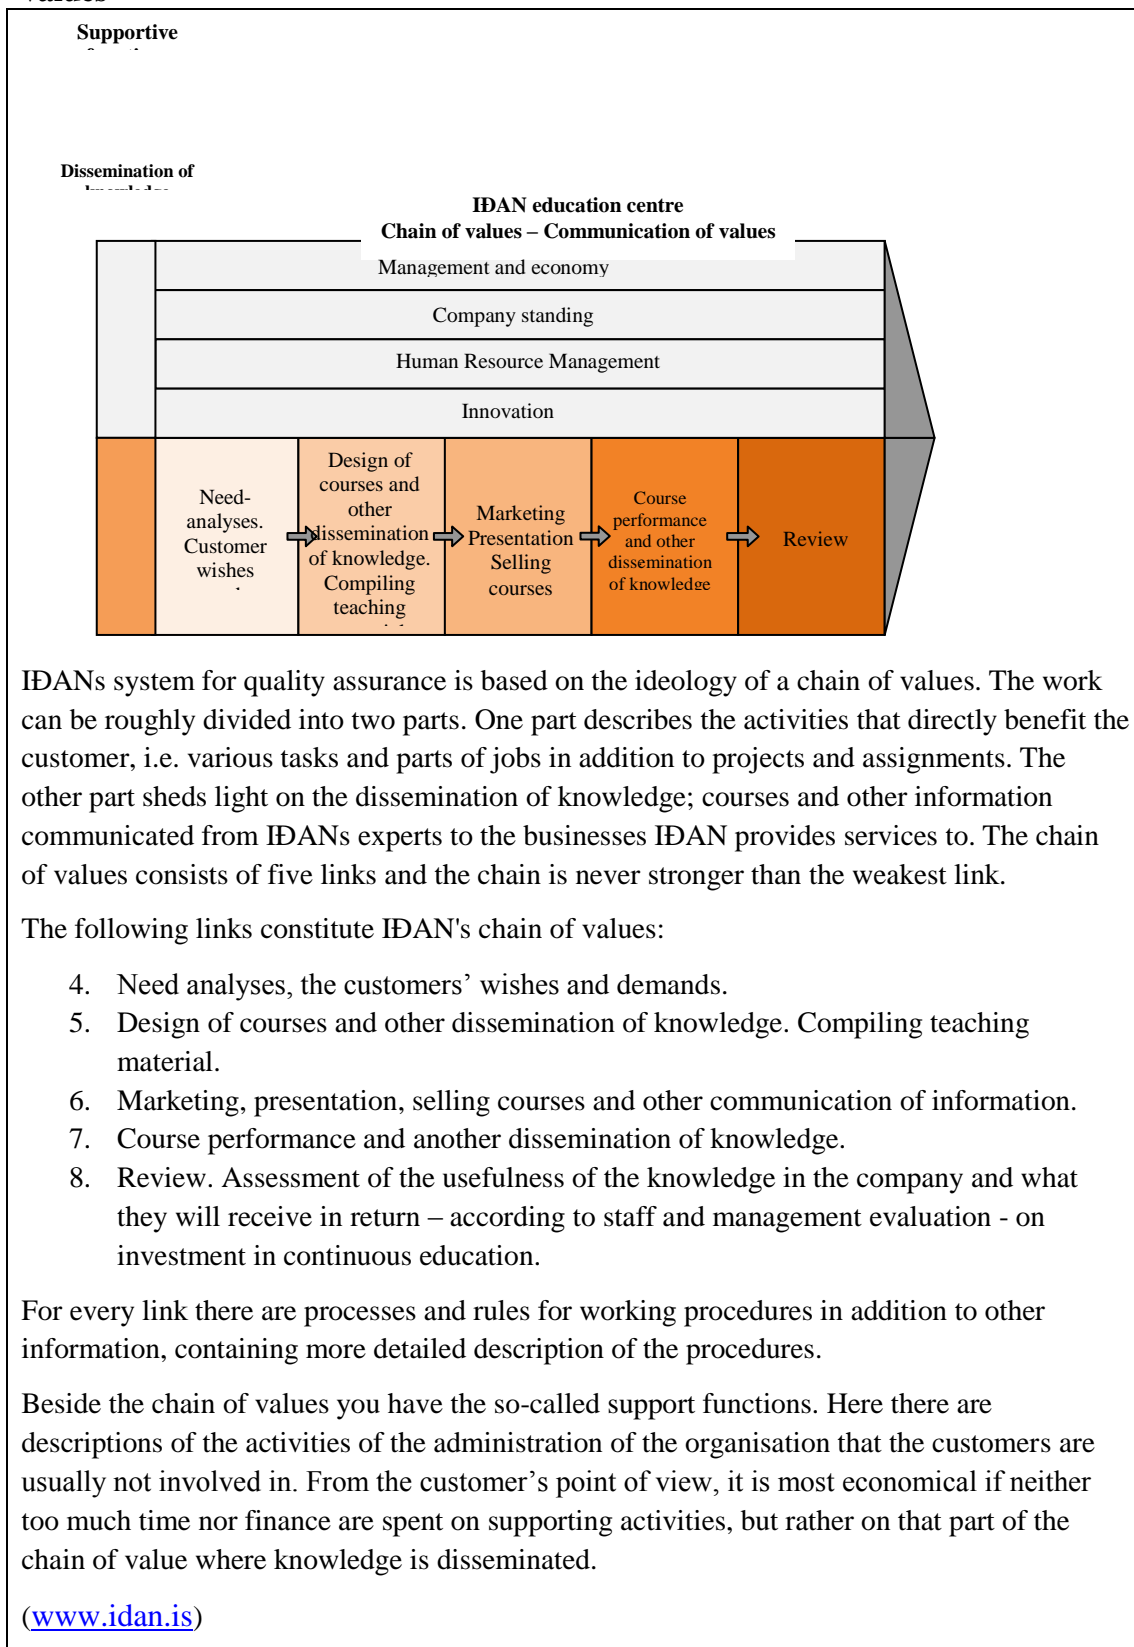 Supportive
Dissemination of
IÐAN education centre
Chain of values – Communication of values
Management and economy
Company standing
Human Resource Management
Innovation
Need-
analyses.
Customer
wishes
Design of
courses and
other
dissemination
of knowledge.
Compiling
teaching
Marketing
Presentation
Selling
courses
Course
performance
and other
dissemination
of knowledge
Review
IÐANs system for quality assurance is based on the ideology of a chain of values. The work
can be roughly divided into two parts. One part describes the activities that directly benefit the
customer, i.e. various tasks and parts of jobs in addition to projects and assignments. The
other part sheds light on the dissemination of knowledge; courses and other information
communicated from IÐANs experts to the businesses IÐAN provides services to. The chain
of values consists of five links and the chain is never stronger than the weakest link.
The following links constitute IÐAN's chain of values:
4. Need analyses, the customers’ wishes and demands.
5. Design of courses and other dissemination of knowledge. Compiling teaching
material.
6. Marketing, presentation, selling courses and other communication of information.
7. Course performance and another dissemination of knowledge.
8. Review. Assessment of the usefulness of the knowledge in the company and what
they will receive in return – according to staff and management evaluation - on
investment in continuous education.
For every link there are processes and rules for working procedures in addition to other
information, containing more detailed description of the procedures.
Beside the chain of values you have the so-called support functions. Here there are
descriptions of the activities of the administration of the organisation that the customers are
usually not involved in. From the customer’s point of view, it is most economical if neither
too much time nor finance are spent on supporting activities, but rather on that part of the
chain of value where knowledge is disseminated.
(www.idan.is)